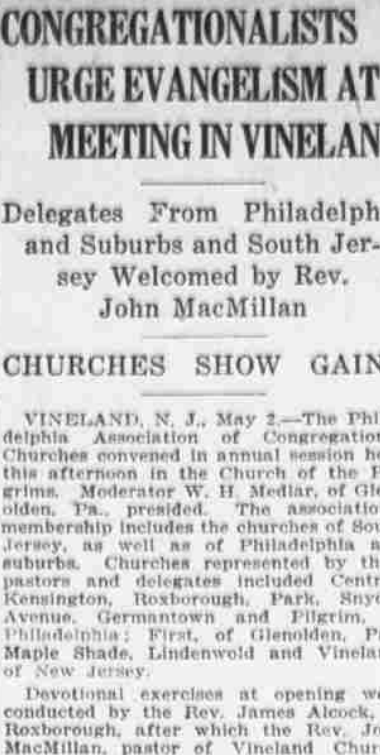 CONGREGATIONALISTS
URGE EVANGELISM AT
MEETING IN VINELAN
Delegates From Philadelph
and Suburbs and South Jer-
sey Welcomed by Rev.
John MacMillan
CHURCHES SHOW GAIN
VINELAND, N. J., May 2.—The Phil
delphia Association of Congregation
Churches convened in annual session he
this afternoon in the Church of the P
grims. Moderator W. H. Medlar, of Gle
olden, Pa., presided. The associatio
membership includes the churches of Sou
Jersey, as well as of Philadelphia a
suburbs. Churches represented by th
pastors and delegates included Centr
Kensington, Roxborough, Park, Snyd
Avenue, Germantown and Pilgrim,
Philadelphia; First, of Glenolden, P
Maple Shade, Lindenwold and Vinelan
of New Jersey.
Devotional exercises at opening we
conducted by the Rev. James Alcock,
Roxborough, after which the Rev. Jo
MacMillan, pastor of Vineland Churc